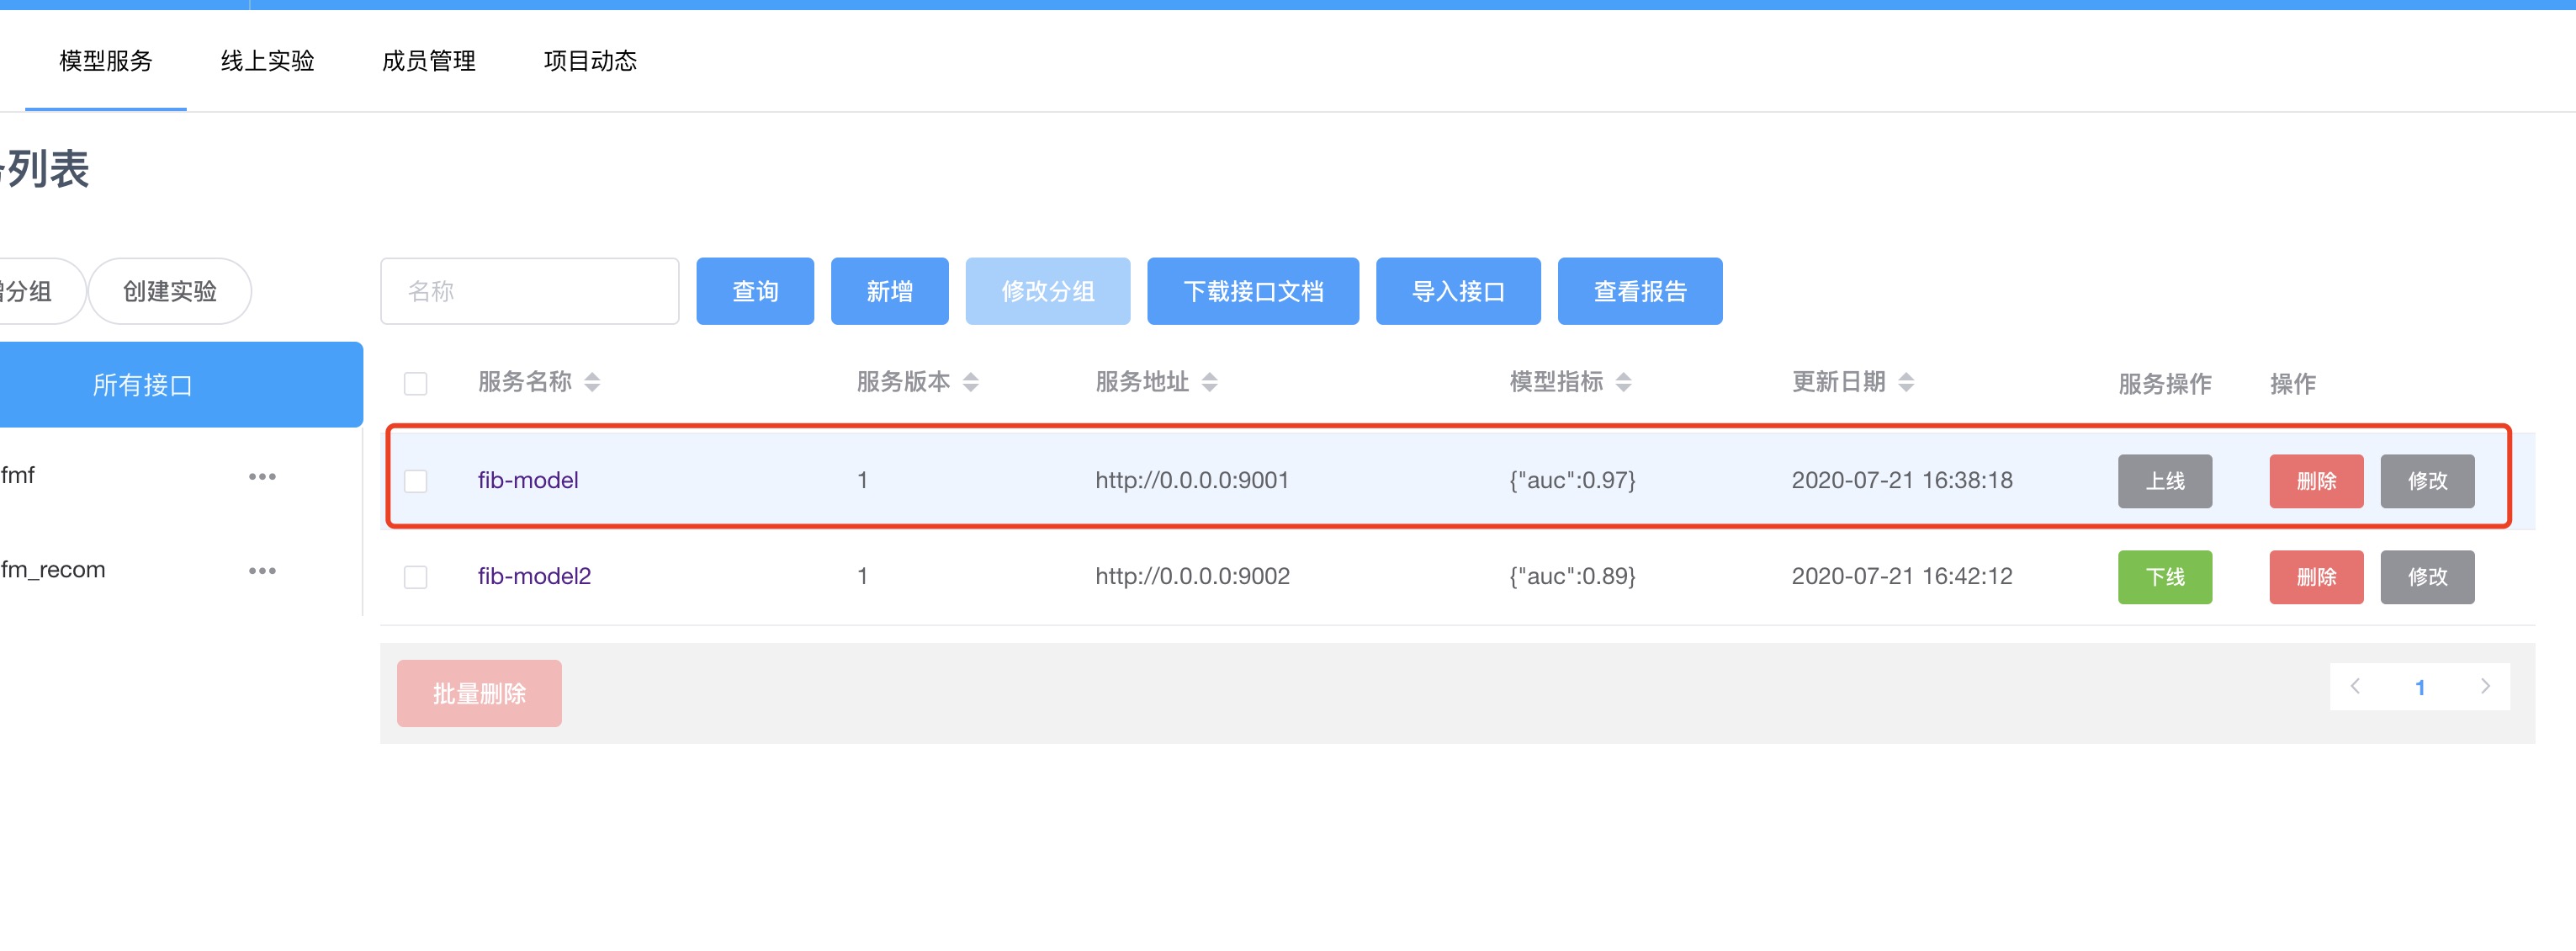 模型服务 线上实验 成员管理 项目动态
列表
分组 创建实验 名称 查询 新增 修改分组 下载接口文档 导入接口 查看报告
所有接口 服务名称 服务版本 服务地址 模型指标 更新日期 服务操作 操作
fmf ••• fib-model 1 http://0.0.0.0:9001 {"auc":0.97} 2020-07-21 16:38:18 上线 删除 修改
fm_recom ••• fib-model2 1 http://0.0.0.0:9002 {"auc":0.89} 2020-07-21 16:42:12 下线 删除 修改
批量删除 1